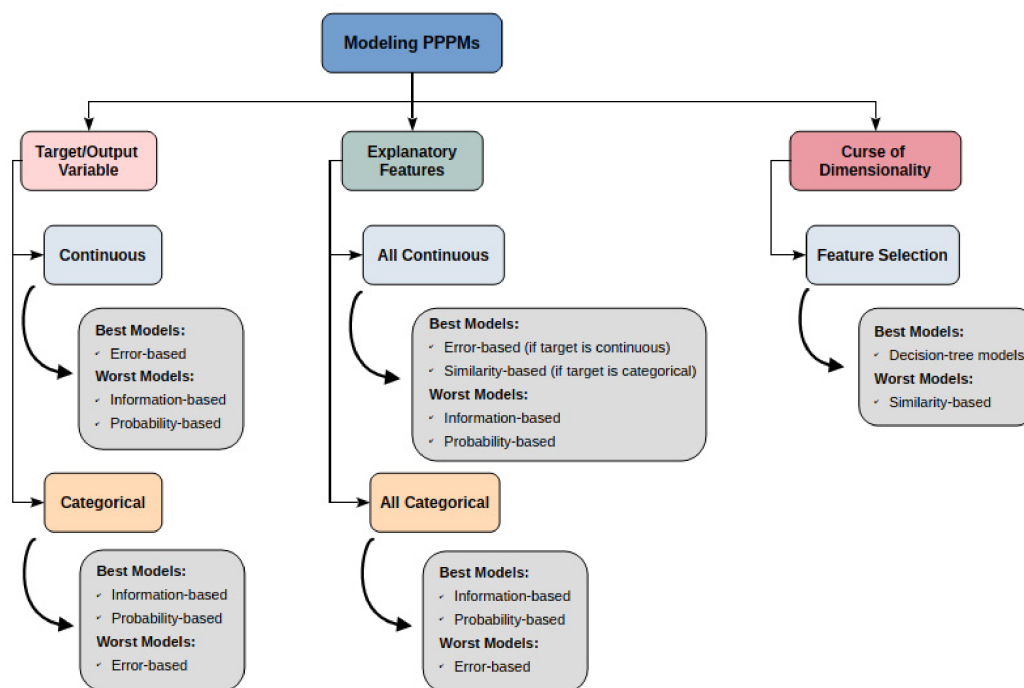 Modeling PPPMs
Target/Output
Variable
Continuous
Best Models:
Error-based
Worst Models:
Information-based
Probability-based
Categorical
Best Models:
Information-based
Probability-based
Worst Models:
Error-based
Explanatory
Features
All Continuous
Best Models:
Error-based (if target is continuous)
Similarity-based (if target is categorical)
Worst Models:
Information-based
Probability-based
All Categorical
Best Models:
Information-based
Probability-based
Worst Models:
Error-based
Curse of
Dimensionality
Feature Selection
Best Models:
Decision-tree models
Worst Models:
Similarity-based